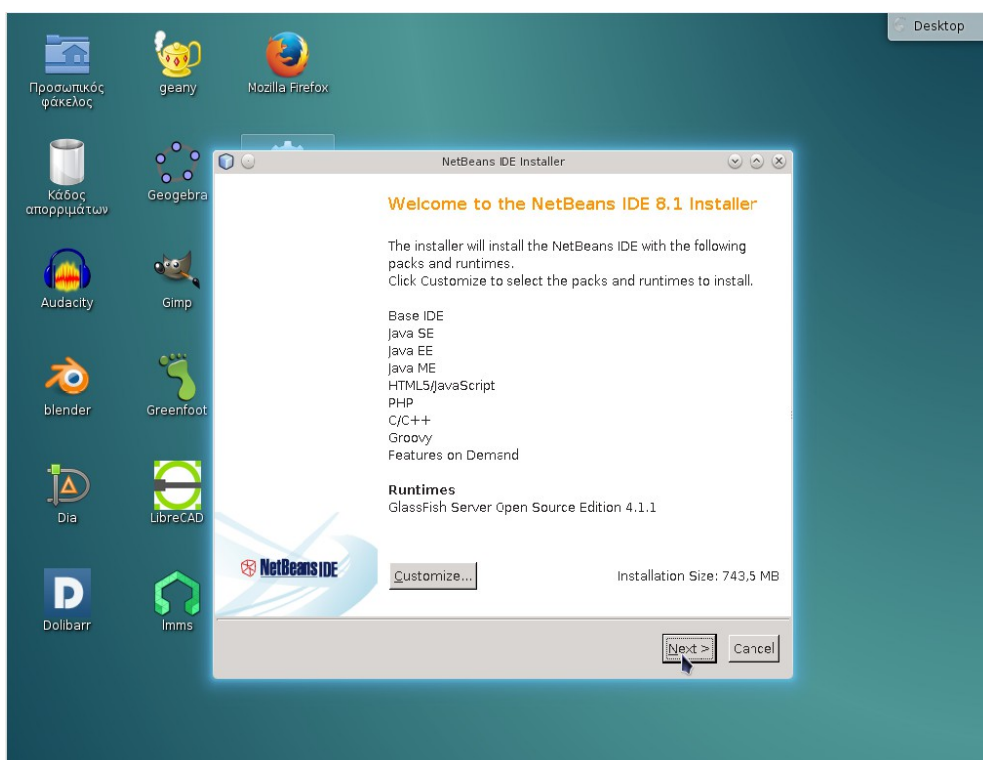 Desktop
Προσωπικός
φάκελος
geany
Mozilla Firefox
Κάδος
απορριμάτων
Geogebra
Audacity
Gimp
blender
Greenfoot
Dia
LibreCAD
Dolibarr
lmms
NetBeans IDE Installer
Welcome to the NetBeans IDE 8.1 Installer
The installer will install the NetBeans IDE with the following
packs and runtimes.
Click Customize to select the packs and runtimes to install.
Base IDE
Java SE
Java EE
Java ME
HTML5/JavaScript
PHP
C/C++
Groovy
Features on Demand
Runtimes
GlassFish Server Open Source Edition 4.1.1
NetBeans IDE
Customize...
Installation Size: 743,5 MB
Next >
Cancel